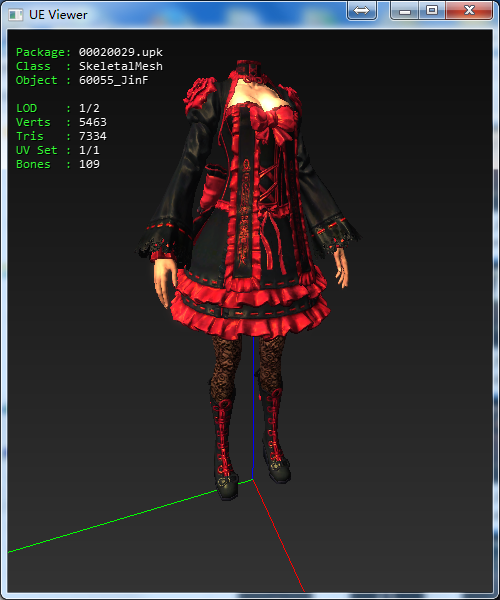 UE Viewer
Package: 00020029.upk
Class : SkeletalMesh
Object : 60055_JinF
LOD : 1/2
Verts : 5463
Tris : 7334
UV Set : 1/1
Bones : 109